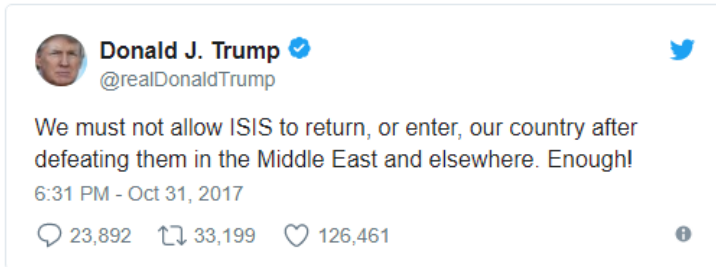 Donald J. Trump
@realDonaldTrump
We must not allow ISIS to return, or enter, our country after
defeating them in the Middle East and elsewhere. Enough!
6:31 PM - Oct 31, 2017
23,892 33,199 126,461